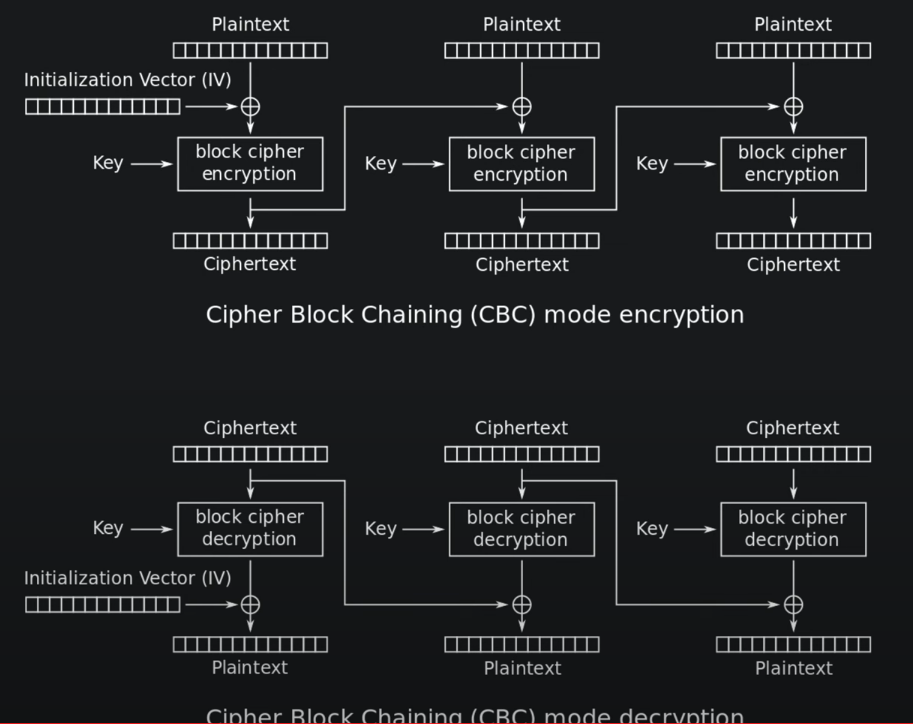 Plaintext Plaintext Plaintext
Initialization Vector (IV)
Key block cipher encryption Key block cipher encryption Key block cipher encryption
Ciphertext Ciphertext Ciphertext
Cipher Block Chaining (CBC) mode encryption
Ciphertext Ciphertext Ciphertext
Key block cipher decryption Key block cipher decryption Key block cipher decryption
Initialization Vector (IV)
Plaintext Plaintext Plaintext
Cipher Block Chaining (CBC) mode decryption